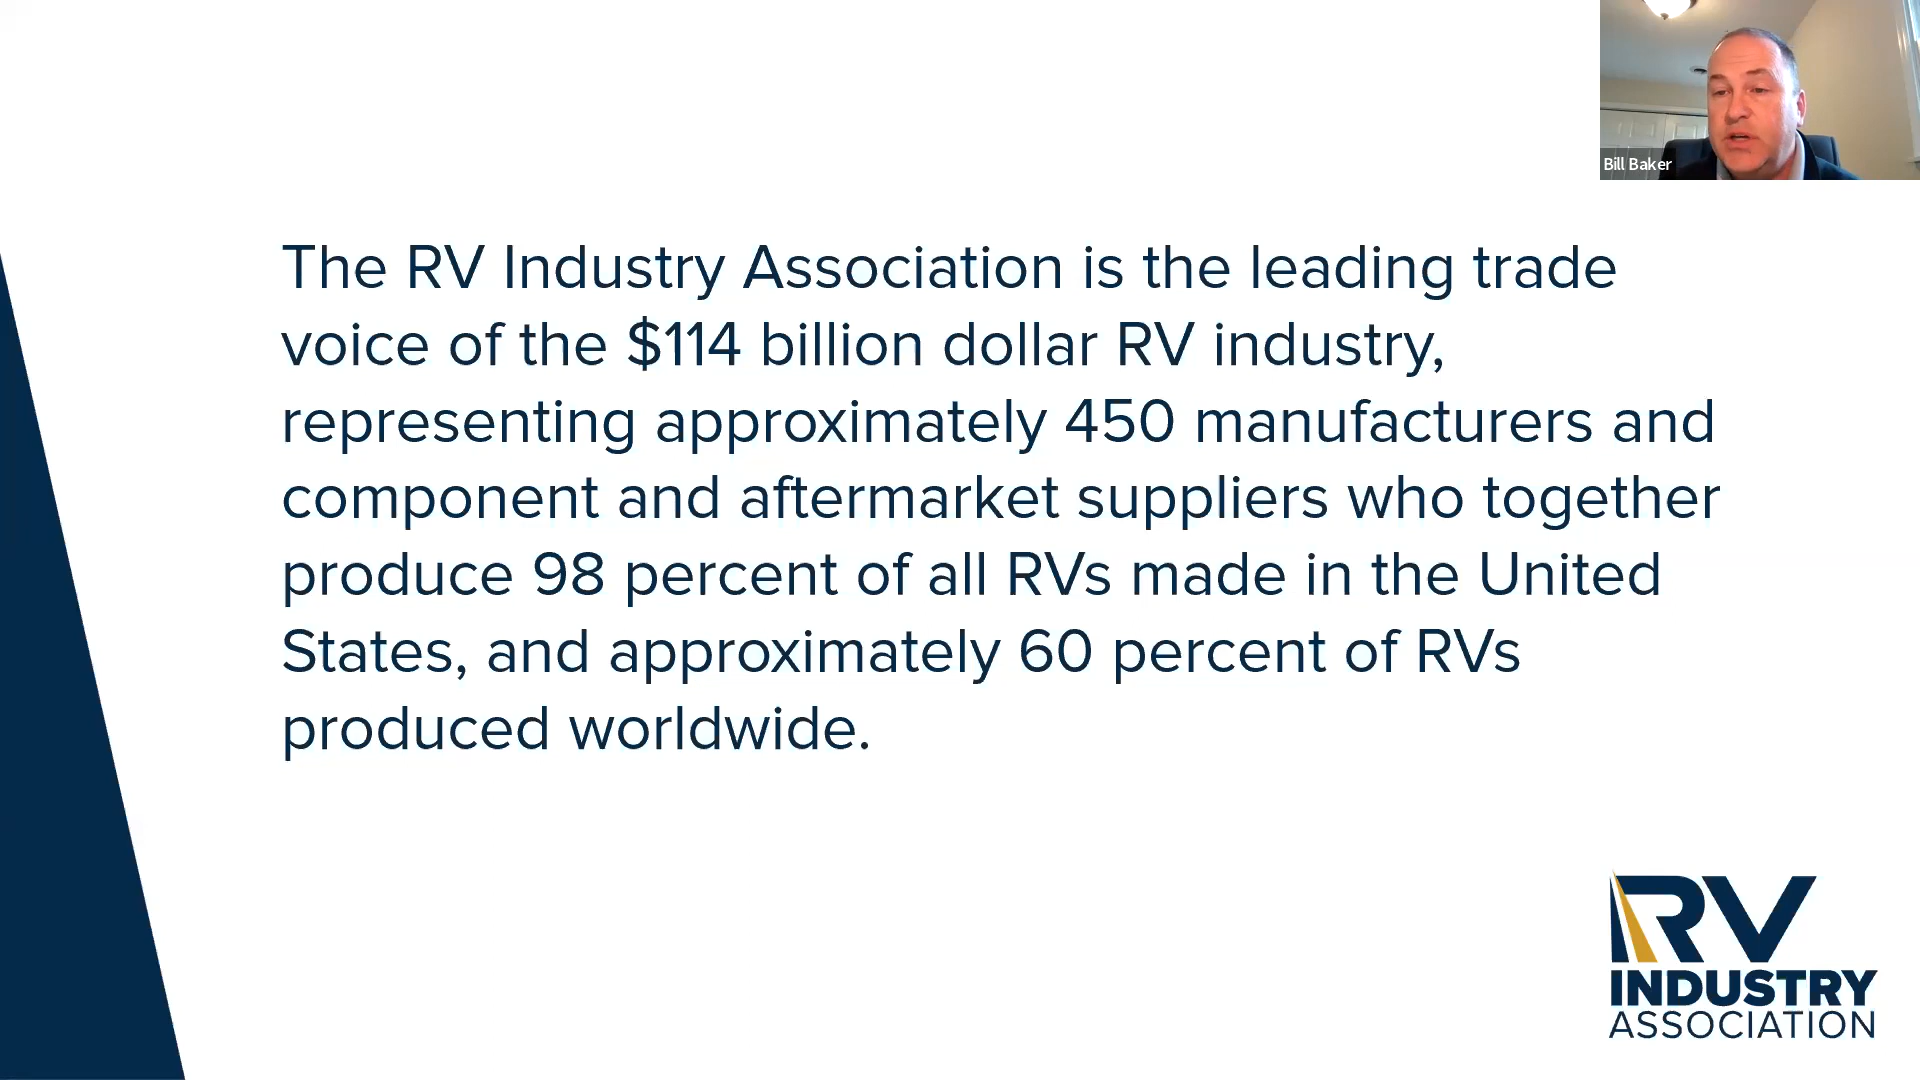 Bill Baker
The RV Industry Association is the leading trade
voice of the $114 billion dollar RV industry,
representing approximately 450 manufacturers and
component and aftermarket suppliers who together
produce 98 percent of all RVs made in the United
States, and approximately 60 percent of RVs
produced worldwide.
RV
INDUSTRY
ASSOCIATION